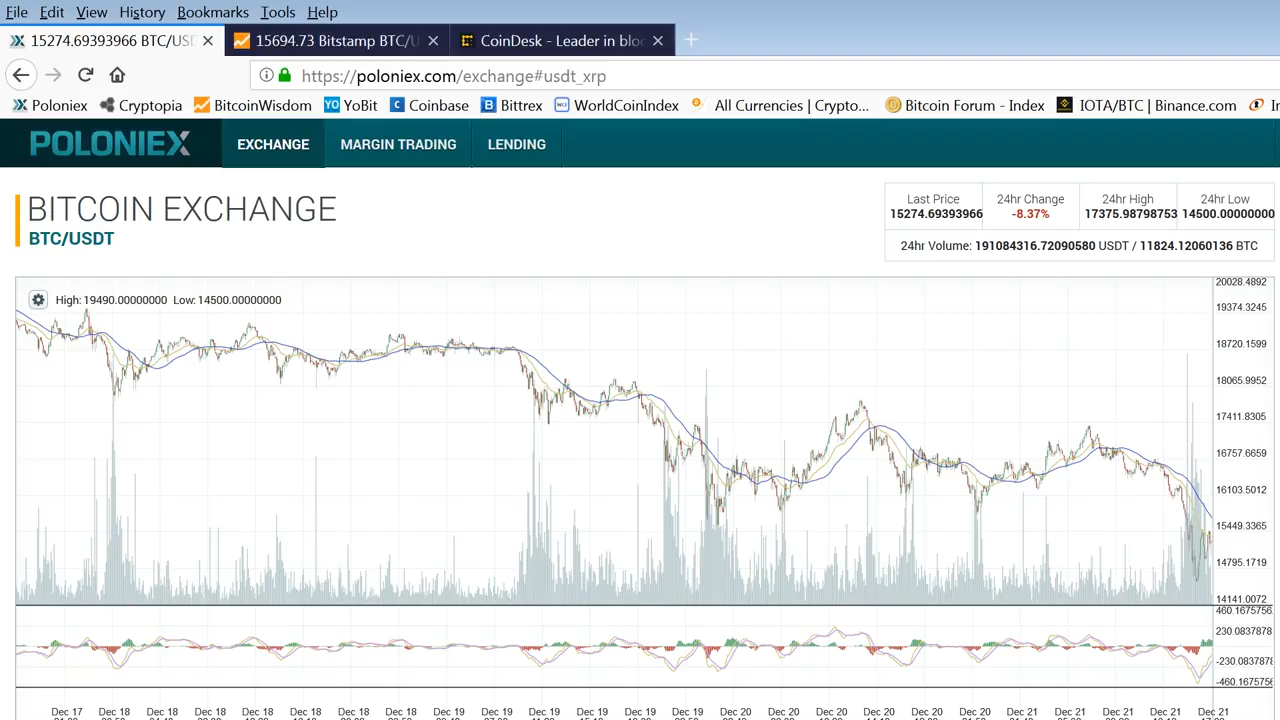 File Edit View History Bookmarks Tools Help
15274.69393966 BTC/USD
15694.73 Bitstamp BTC/U
CoinDesk - Leader in bloc
https://poloniex.com/exchange#usdt_xrp
Poloniex Cryptopia BitcoinWisdom YoBit Coinbase Bittrex WorldCoinIndex All Currencies | Crypto... Bitcoin Forum - Index IOTA/BTC | Binance.com
POLONIEX EXCHANGE MARGIN TRADING LENDING
BITCOIN EXCHANGE
BTC/USDT
Last Price 24hr Change 24hr High 24hr Low
15274.69393966 -8.37% 17375.98798753 14500.00000000
24hr Volume: 191084316.72090580 USDT / 11824.12060136 BTC
High: 19490.00000000 Low: 14500.00000000
20028.4892
19374.3245
18720.1599
18065.9952
17411.8305
16757.6659
16103.5012
15449.3365
14795.1719
14141.0072
460.1675756
230.0837878
-230.0837878
-460.1675756
Dec 17 Dec 18 Dec 18 Dec 18 Dec 18 Dec 18 Dec 18 Dec 19 Dec 19 Dec 19 Dec 19 Dec 19 Dec 19 Dec 20 Dec 20 Dec 20 Dec 20 Dec 20 Dec 20 Dec 21 Dec 21 Dec 21 Dec 21 Dec 21